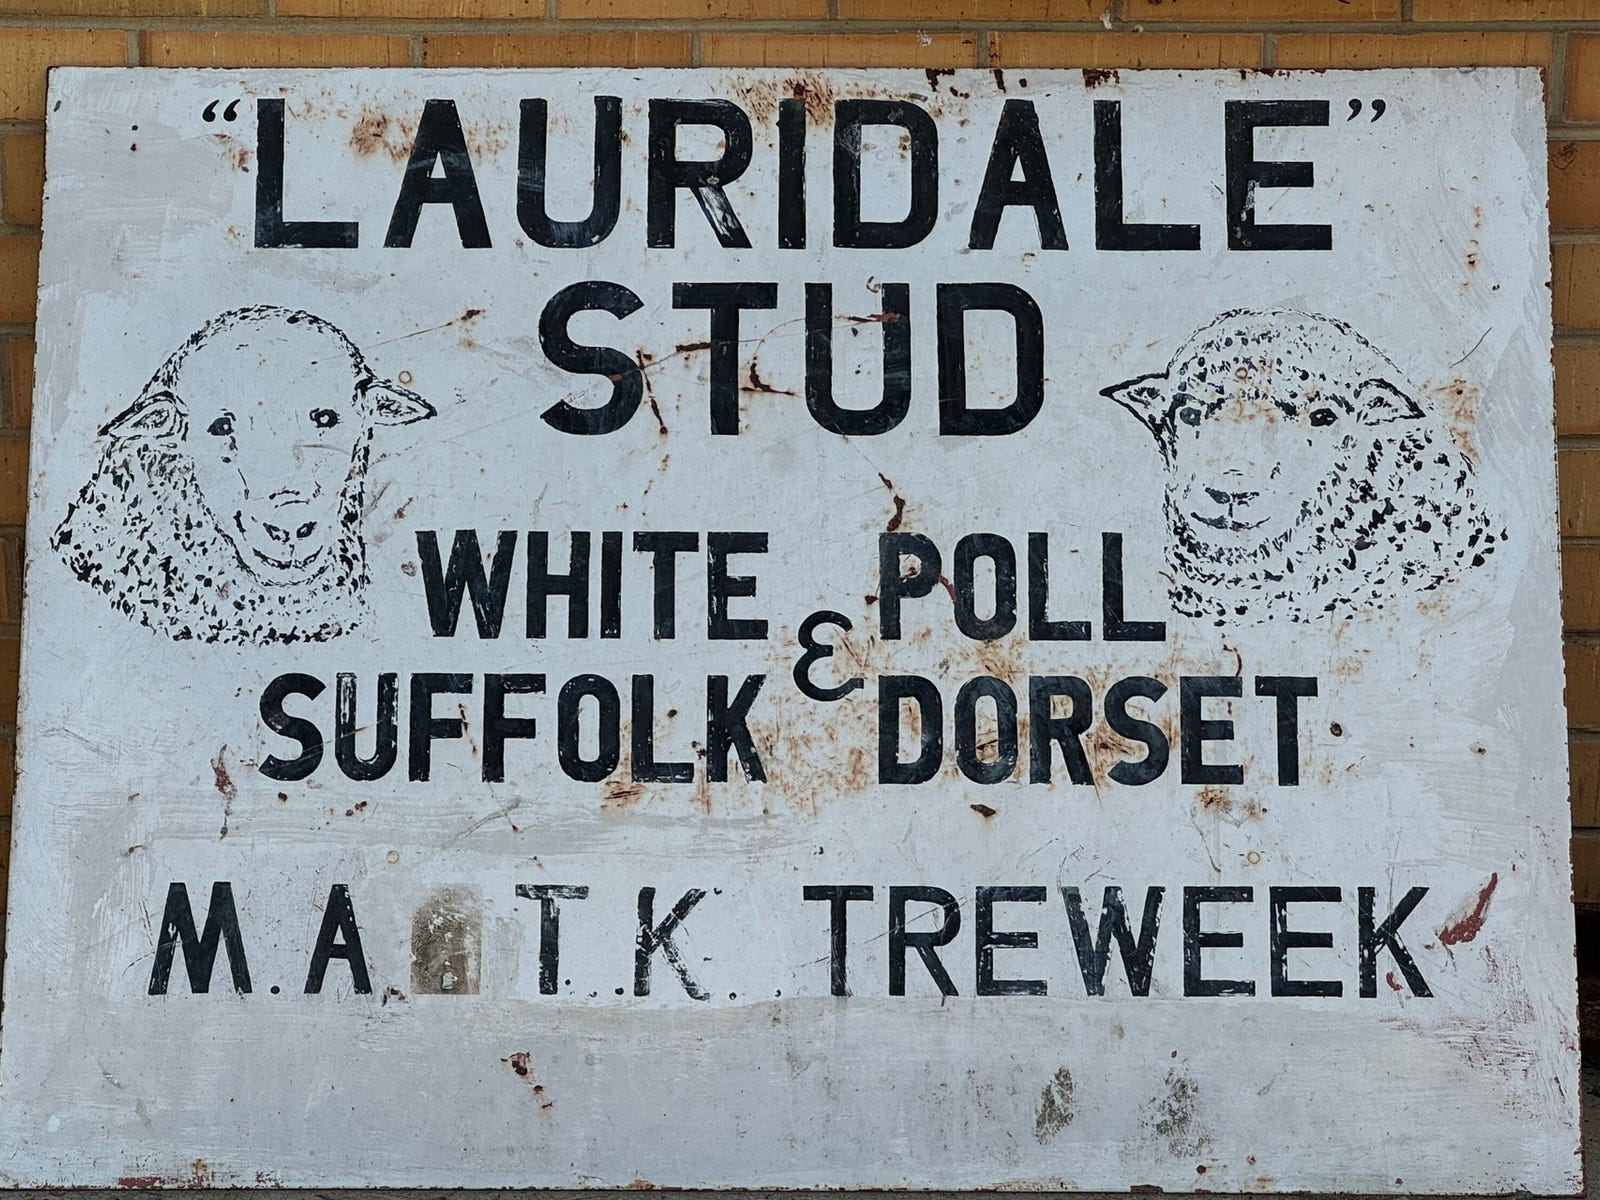 “LAURIDALE”
STUD
WHITE & POLL
SUFFOLK DORSET
M.A. T.K. TREWEEK